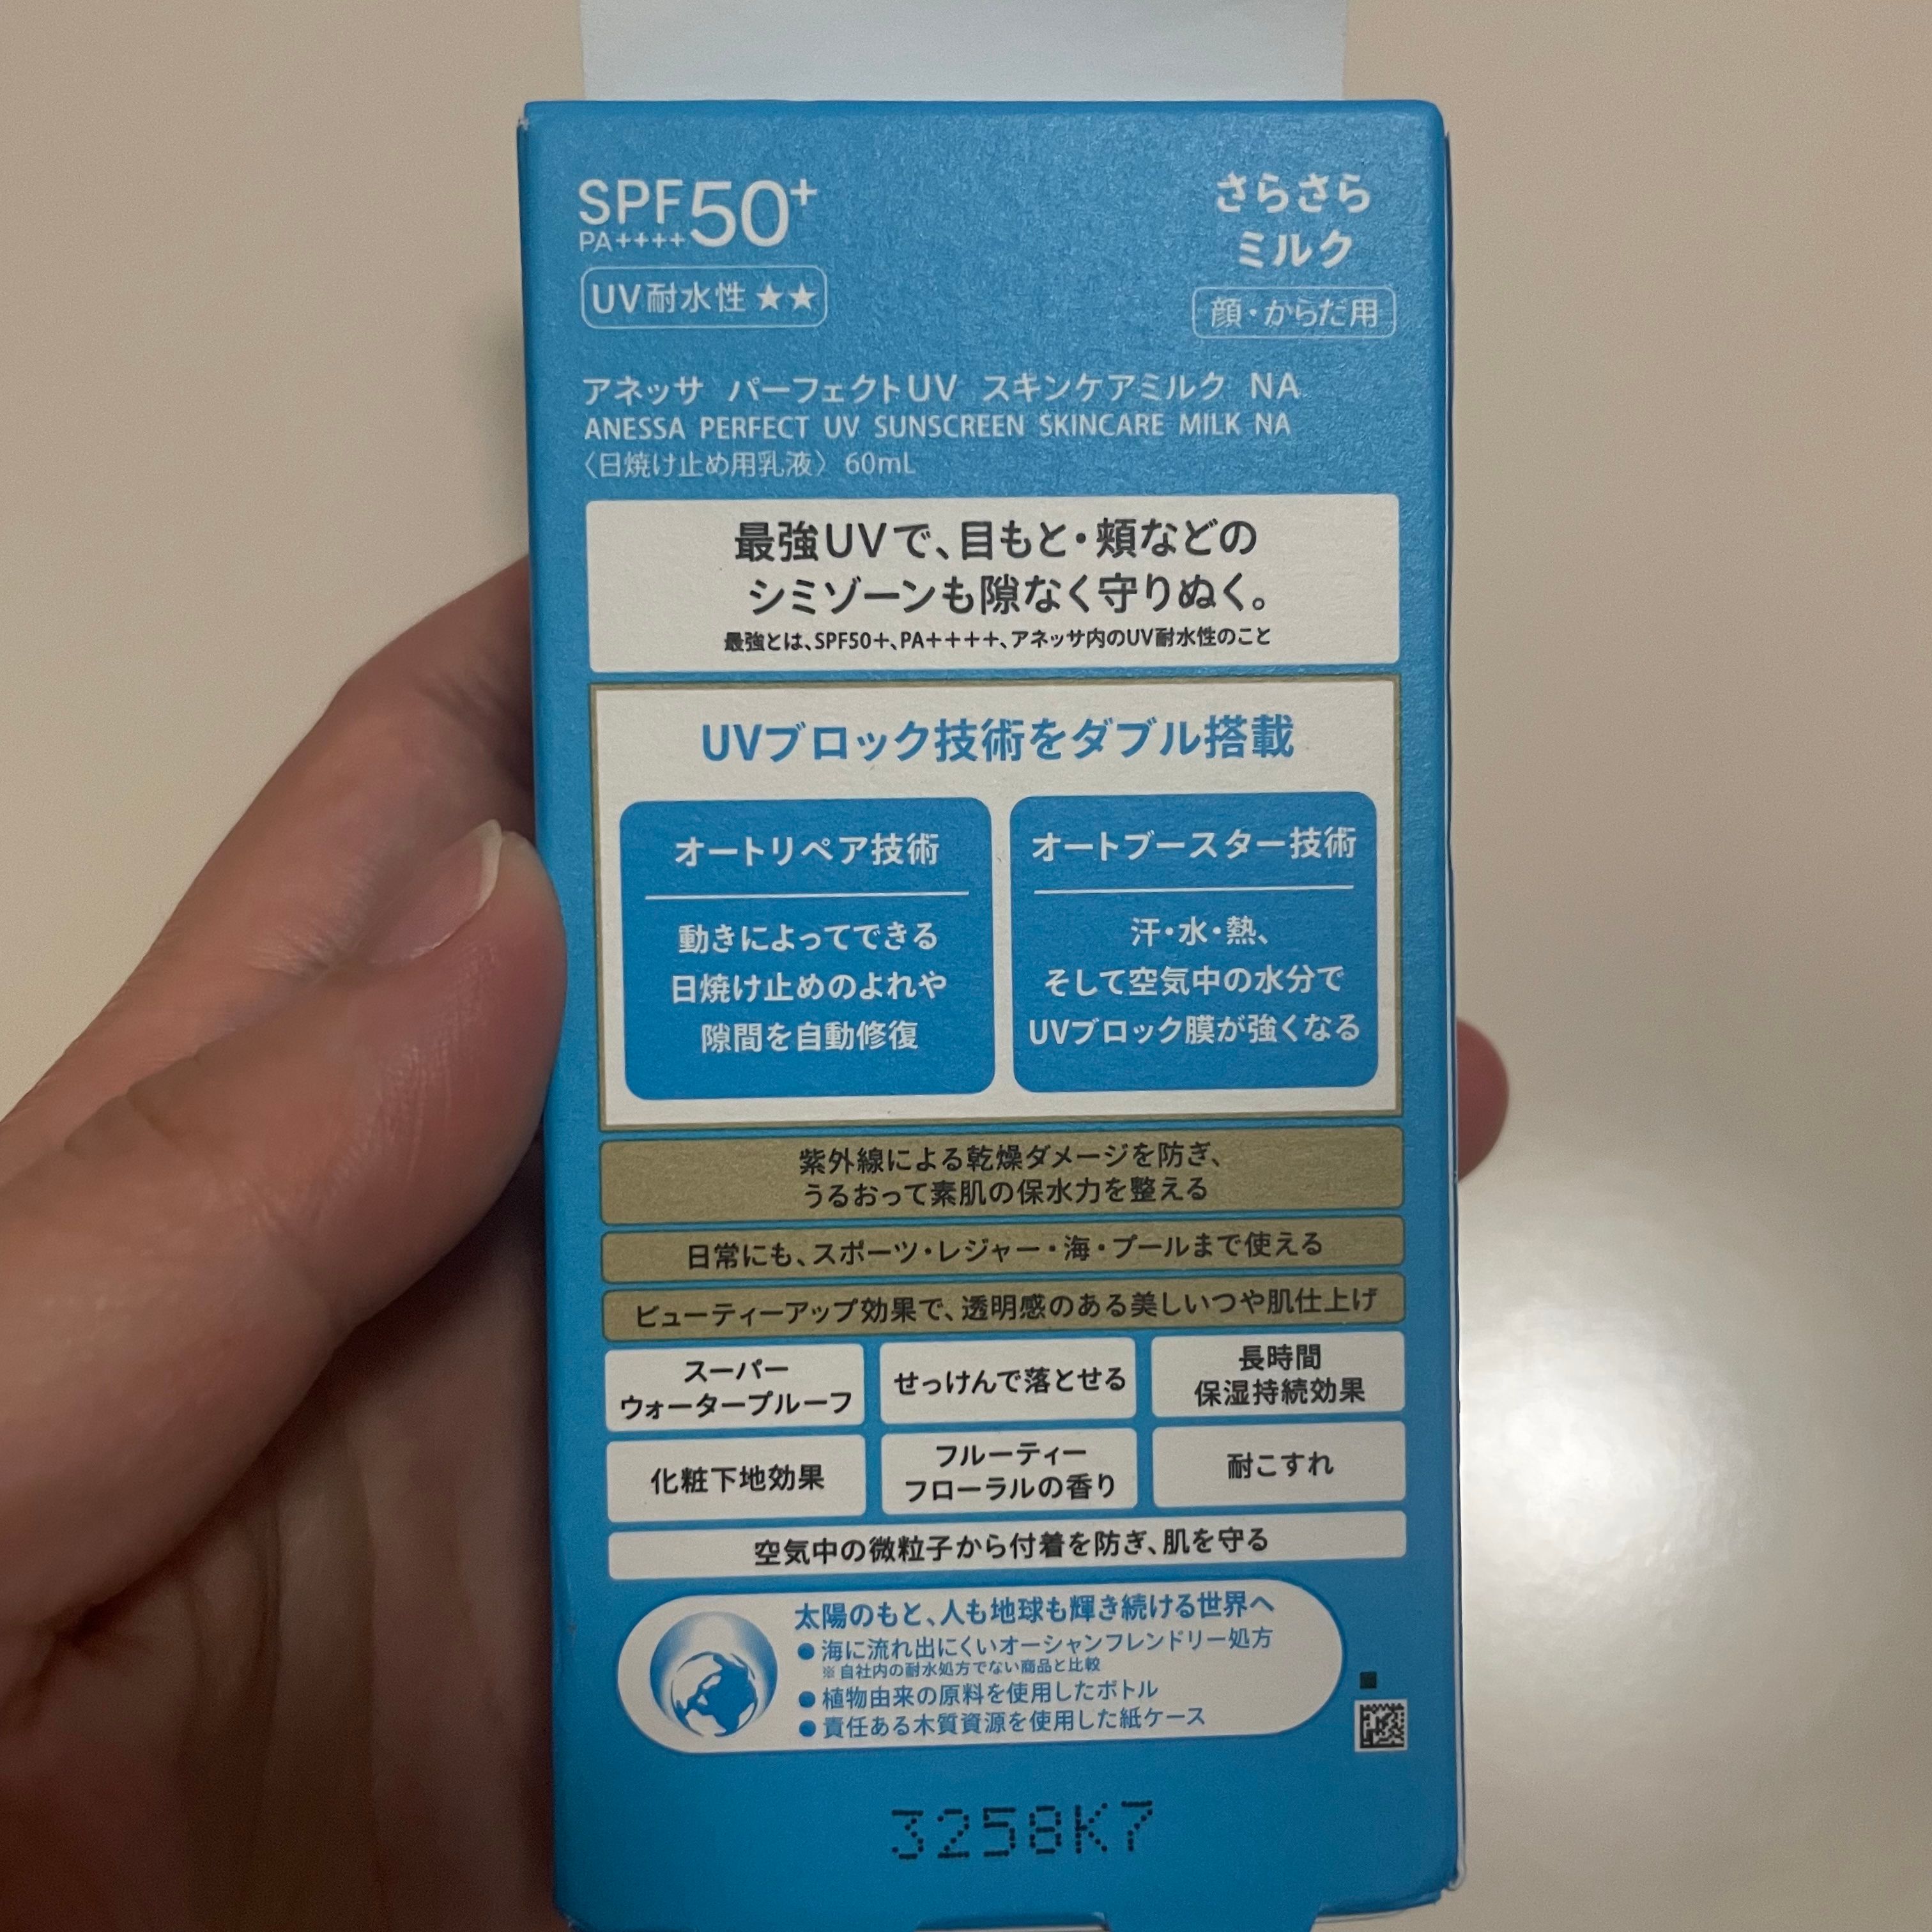 SPF50+
PA++++
UV耐水性★★
さらさら
ミルク
顔・からだ用
アネッサ パーフェクトUV スキンケアミルク NA
ANESSA PERFECT UV SUNSCREEN SKINCARE MILK NA
〈日焼け止め用乳液〉 60mL
最強UVで、目もと・頬などの
シミゾーンも隙なく守りぬく。
最強とは、SPF50+、PA++++、アネッサ内のUV耐水性のこと
UVブロック技術をダブル搭載
オートリペア技術
動きによってできる
日焼け止めのよれや
隙間を自動修復
オートブースター技術
汗・水・熱、
そして空気中の水分で
UVブロック膜が強くなる
紫外線による乾燥ダメージを防ぎ、
うるおって素肌の保水力を整える
日常にも、スポーツ・レジャー・海・プールまで使える
ビューティーアップ効果で、透明感のある美しいつや肌仕上げ
スーパー
ウォータープルーフ
せっけんで落とせる
長時間
保湿持続効果
化粧下地効果
フルーティー
フローラルの香り
耐こすれ
空気中の微粒子から付着を防ぎ、肌を守る
太陽のもと、人も地球も輝き続ける世界へ
●海に流れ出にくいオーシャンフレンドリー処方
※自社内の耐水処方でない商品と比較
●植物由来の原料を使用したボトル
●責任ある木質資源を使用した紙ケース
3258K7